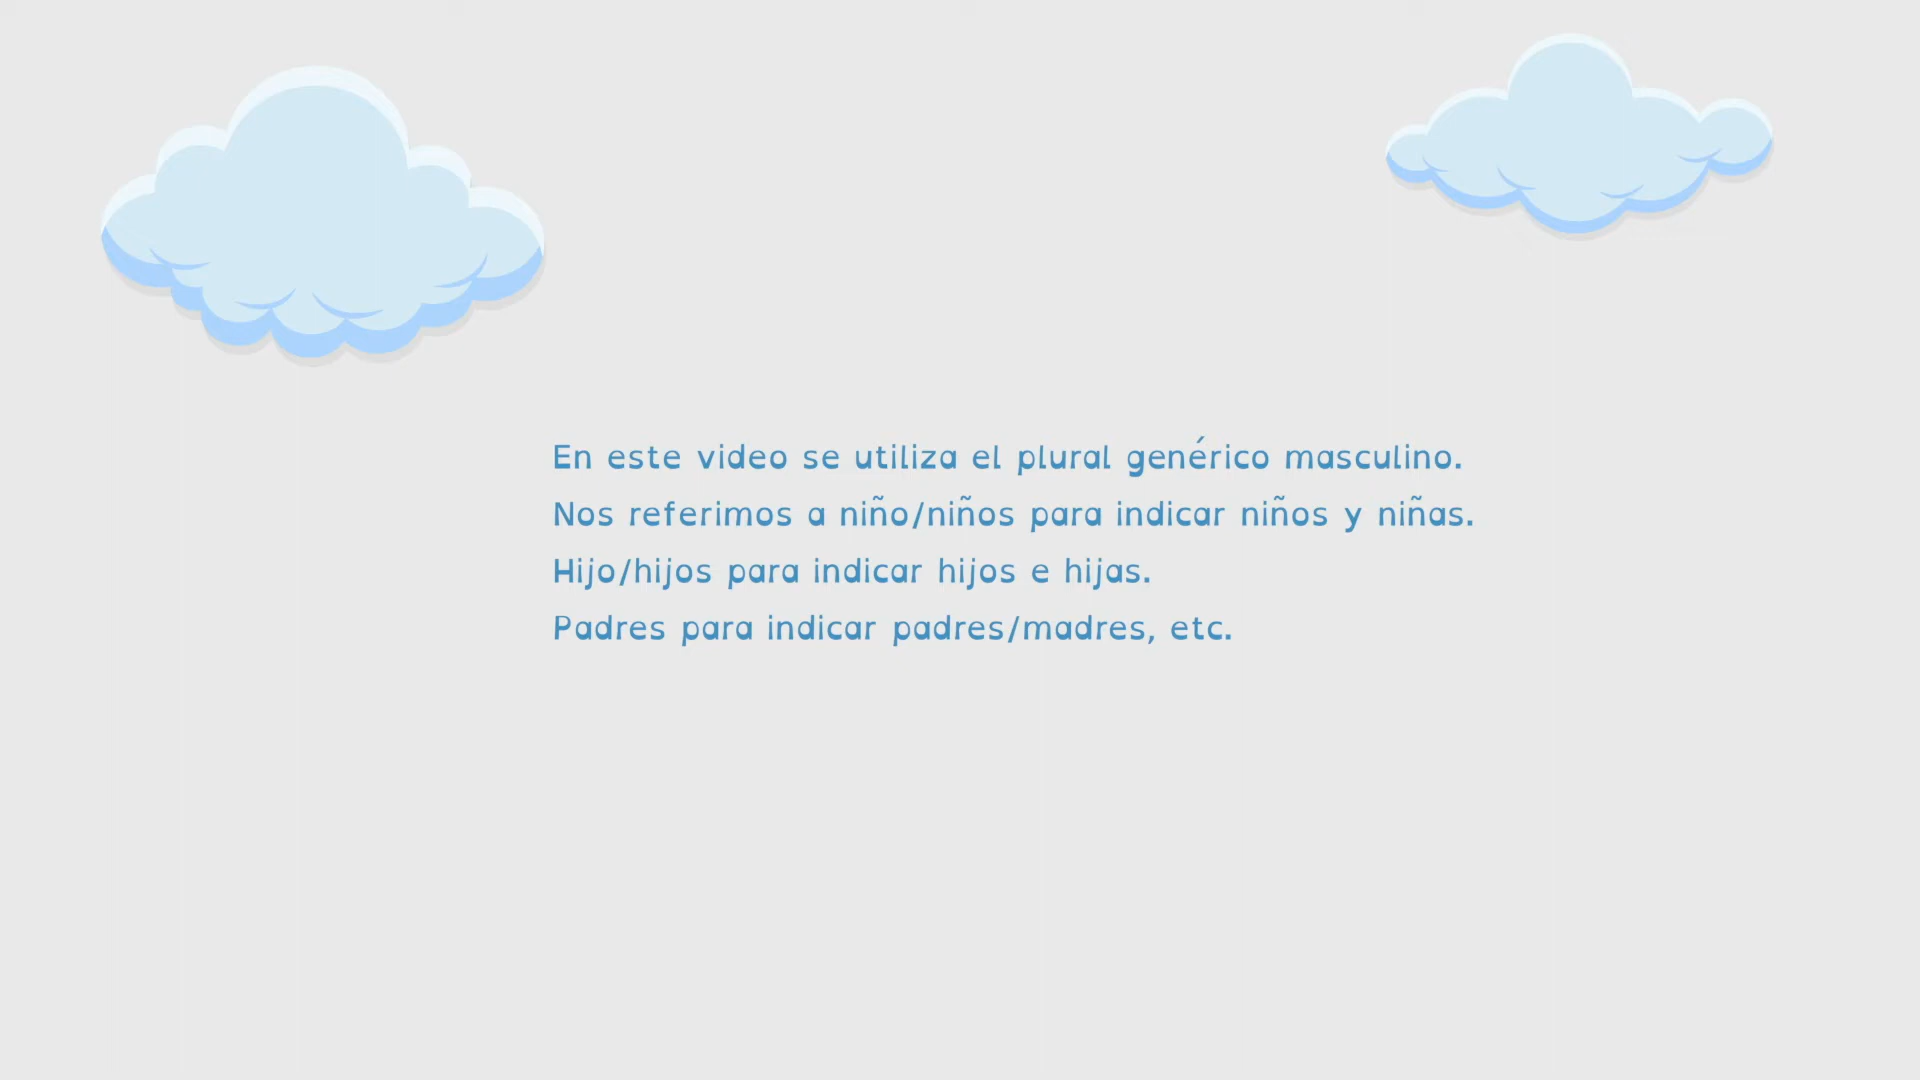 En este video se utiliza el plural genérico masculino.
Nos referimos a niño/niños para indicar niños y niñas.
Hijo/hijos para indicar hijos e hijas.
Padres para indicar padres/madres, etc.